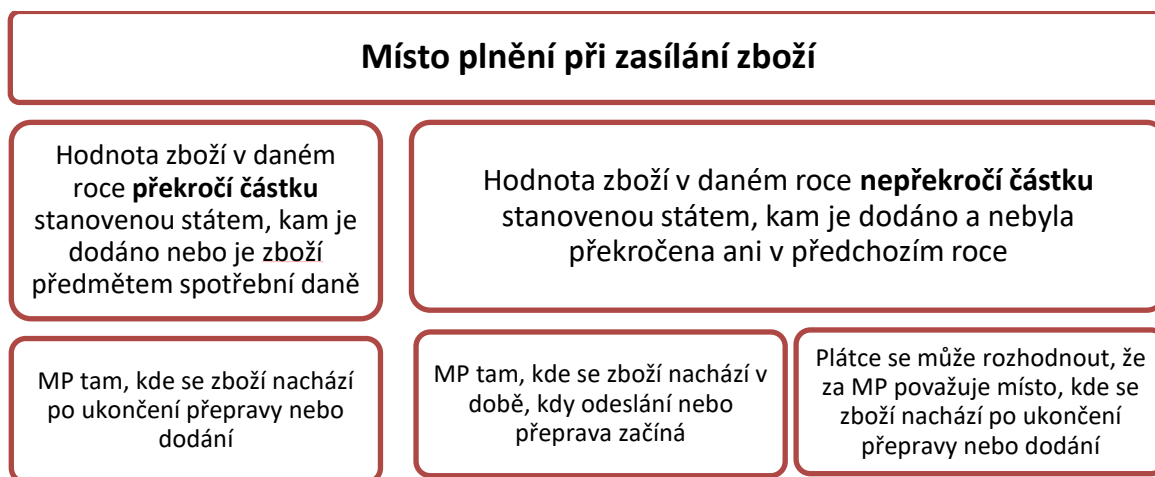 Místo plnění při zasílání zboží
Hodnota zboží v daném
roce překročí částku
stanovenou státem, kam je
dodáno nebo je zboží
předmětem spotřební daně
Hodnota zboží v daném roce nepřekročí částku
stanovenou státem, kam je dodáno a nebyla
překročena ani v předchozím roce
MP tam, kde se zboží nachází
po ukončení přepravy nebo
dodání
MP tam, kde se zboží nachází v
době, kdy odeslání nebo
přeprava začíná
Plátce se může rozhodnout, že
za MP považuje místo, kde se
zboží nachází po ukončení
přepravy nebo dodání